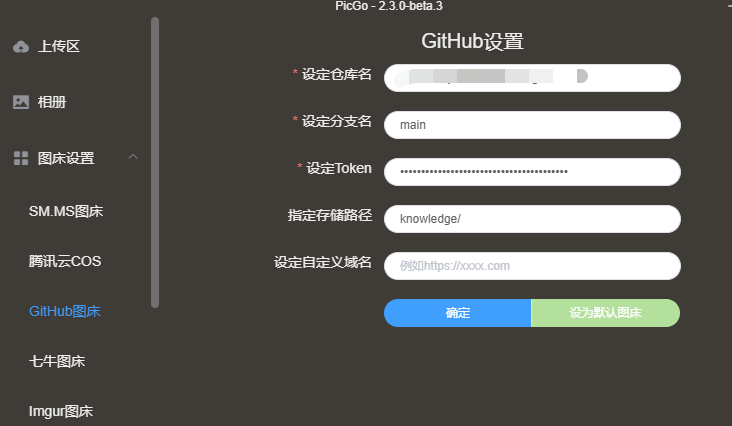 PicGo - 2.3.0-beta.3
上传区
相册
图床设置
SM.MS图床
腾讯云COS
GitHub图床
七牛图床
Imgur图床
GitHub设置
* 设定仓库名
* 设定分支名
main
* 设定Token
••••••••••••••••••••••••••••••••••••••••
指定存储路径
knowledge/
设定自定义域名
例如https://xxxx.com
确定
设为默认图床